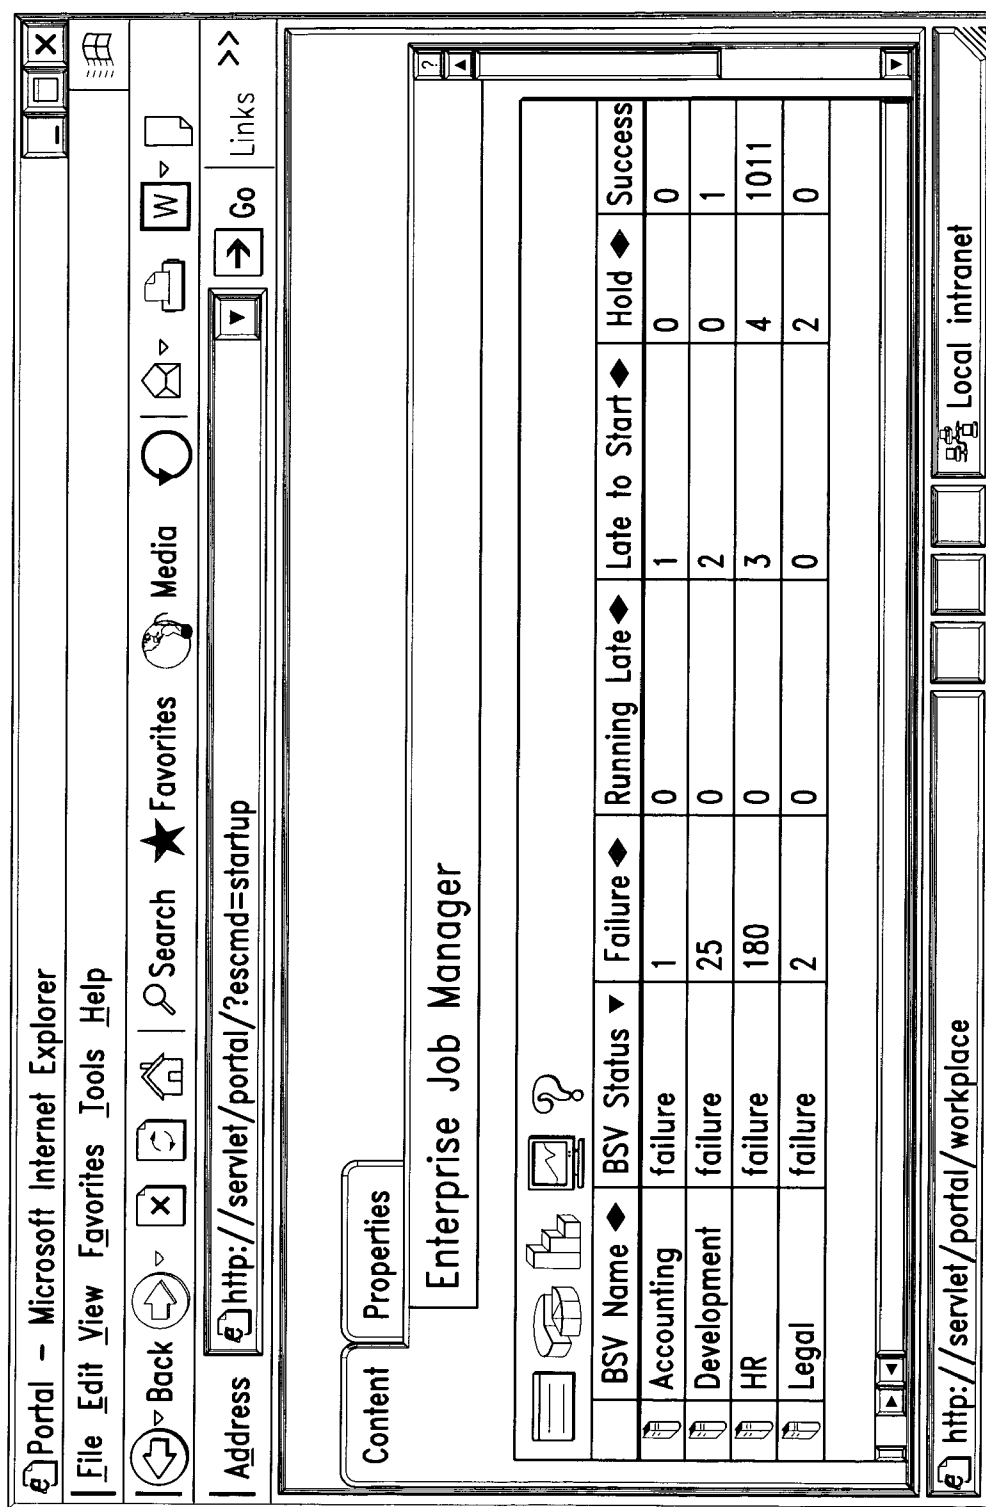 Portal – Microsoft Internet Explorer
File Edit View Favorites Tools Help
Back Search Favorites Media W
Address http://servlet/portal/?escmd=startup Go Links >>
Content Properties
Enterprise Job Manager ?
?
BSV Name BSV Status Failure Running Late Late to Start Hold Success
Accounting failure 1 0 1 0 0
Development failure 25 0 2 0 1
HR failure 180 0 3 4 1011
Legal failure 2 0 0 2 0
http://servlet/portal/workplace Local intranet